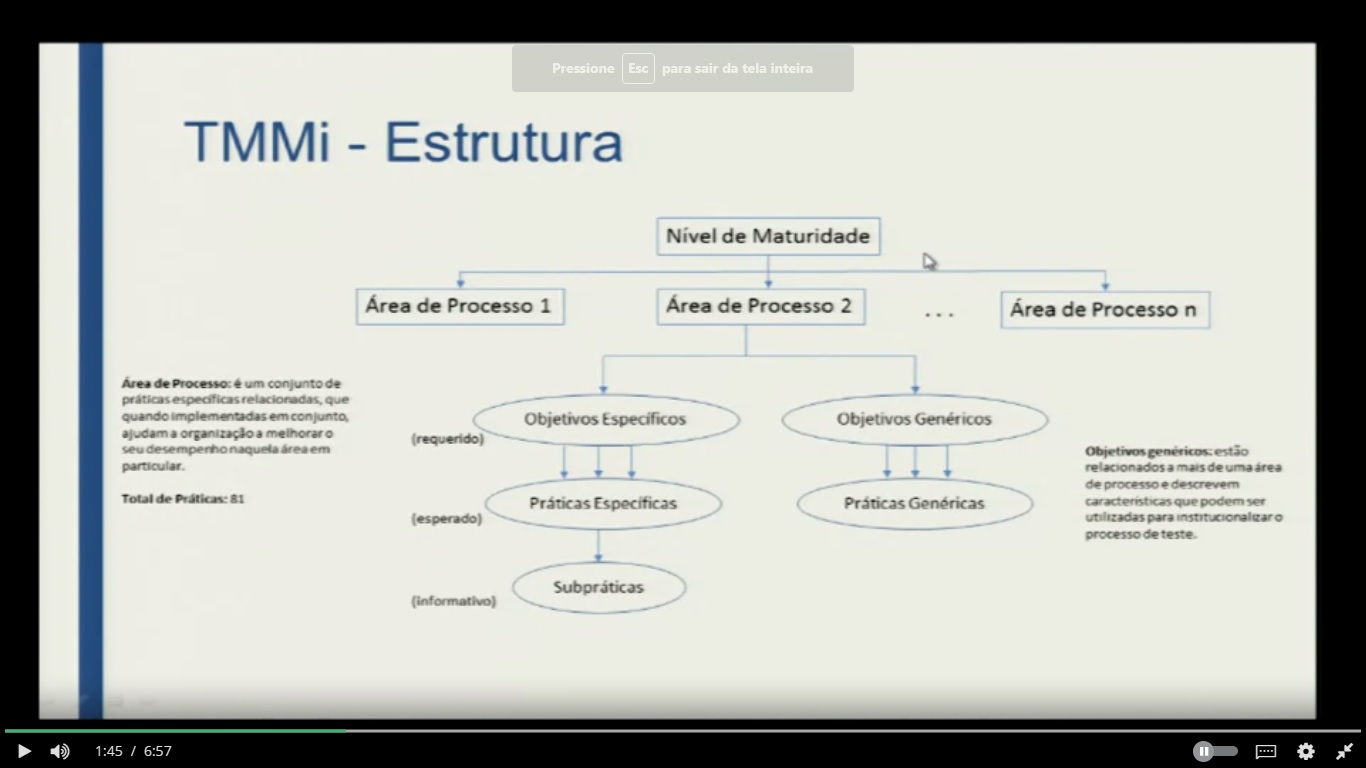 Pressione Esc para sair da tela inteira
TMMi - Estrutura
Nível de Maturidade
Área de Processo 1
Área de Processo 2
. . .
Área de Processo n
Área de Processo: é um conjunto de
práticas específicas relacionadas, que
quando implementadas em conjunto,
ajudam a organização a melhorar o
seu desempenho naquela área em
particular.
Total de Práticas: 81
(requerido)
Objetivos Específicos
Objetivos Genéricos
(esperado)
Práticas Específicas
Práticas Genéricas
(informativo)
Subpráticas
Objetivos genéricos: estão
relacionados a mais de uma área
de processo e descrevem
características que podem ser
utilizadas para institucionalizar o
processo de teste.
1:45 / 6:57